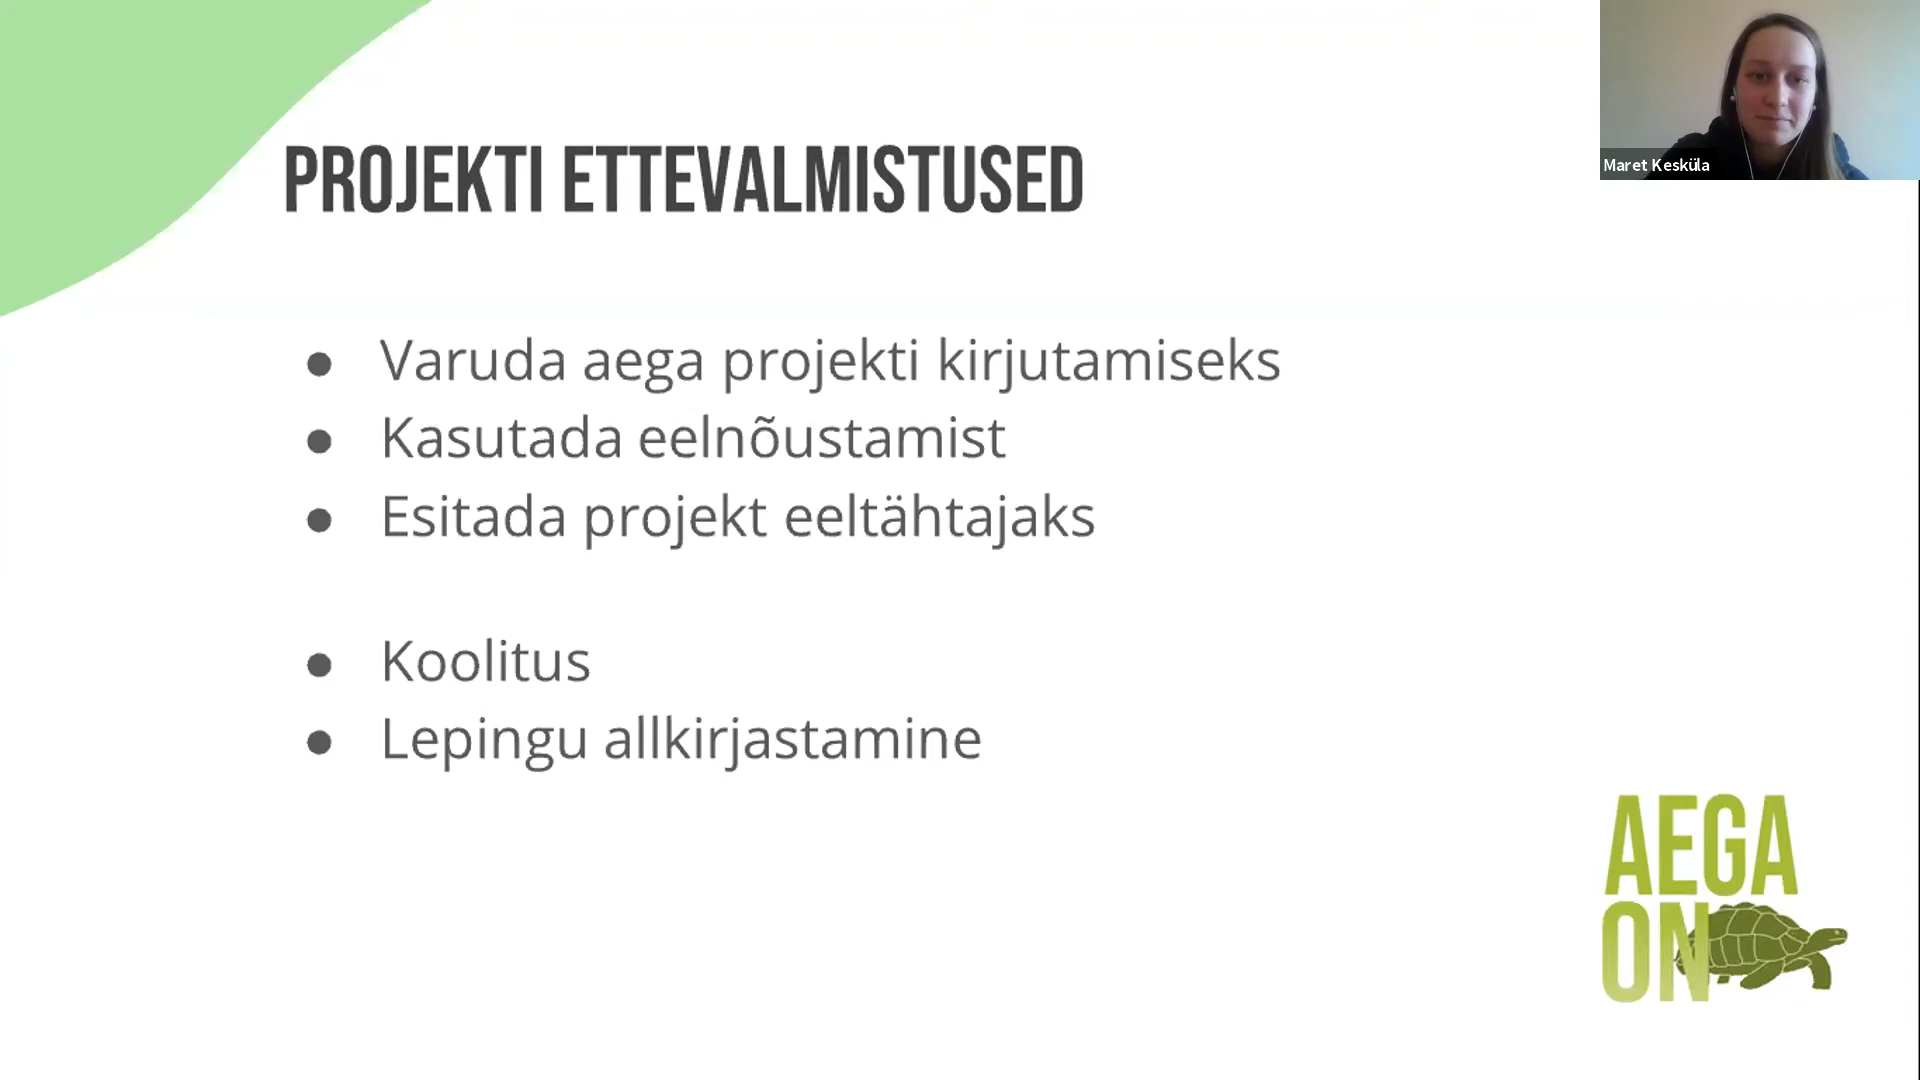 PROJEKTI ETTEVALMISTUSED
Maret Kesküla
● Varuda aega projekti kirjutamiseks
● Kasutada eelnõustamist
● Esitada projekt eeltähtajaks
● Koolitus
● Lepingu allkirjastamine
AEGA
ON